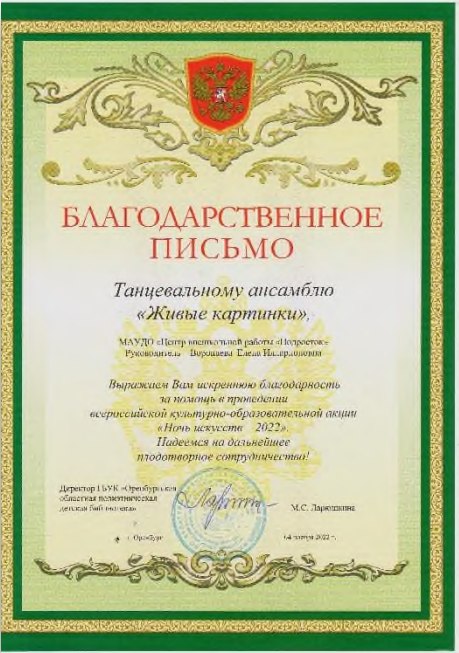 БЛАГОДАРСТВЕННОЕ
ПИСЬМО
Танцевальному ансамблю
«Живые картинки»,
МАУДО «Центр внешкольной работы «Подросток»
Руководитель Елена
Выражаем Вам искреннюю благодарность
за помощь в проведении
всероссийской культурно-образовательной акции
«Ночь искусств – 2022».
Надеемся на дальнейшее
плодотворное сотрудничество!
Директор ГБУК «Оренбургская
областная полиэтническая
детская библиотека»
М.С. Ларюшкина
г. Оренбург
2022 г.